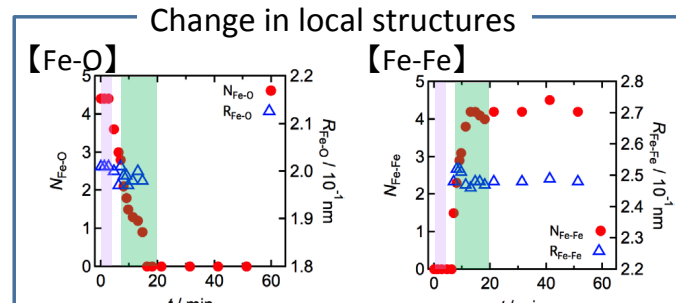 Change in local structures
【Fe-O】
【Fe-Fe】
5
4
3
2
1
0
N_Fe-O
2.2
2.1
2.0
1.9
1.8
R_Fe-O / 10⁻¹ nm
N_Fe-O
R_Fe-O
0
20
40
60
5
4
3
2
1
0
N_Fe-Fe
2.8
2.7
2.6
2.5
2.4
2.3
2.2
R_Fe-Fe / 10⁻¹ nm
N_Fe-Fe
R_Fe-Fe
0
20
40
60
t / min